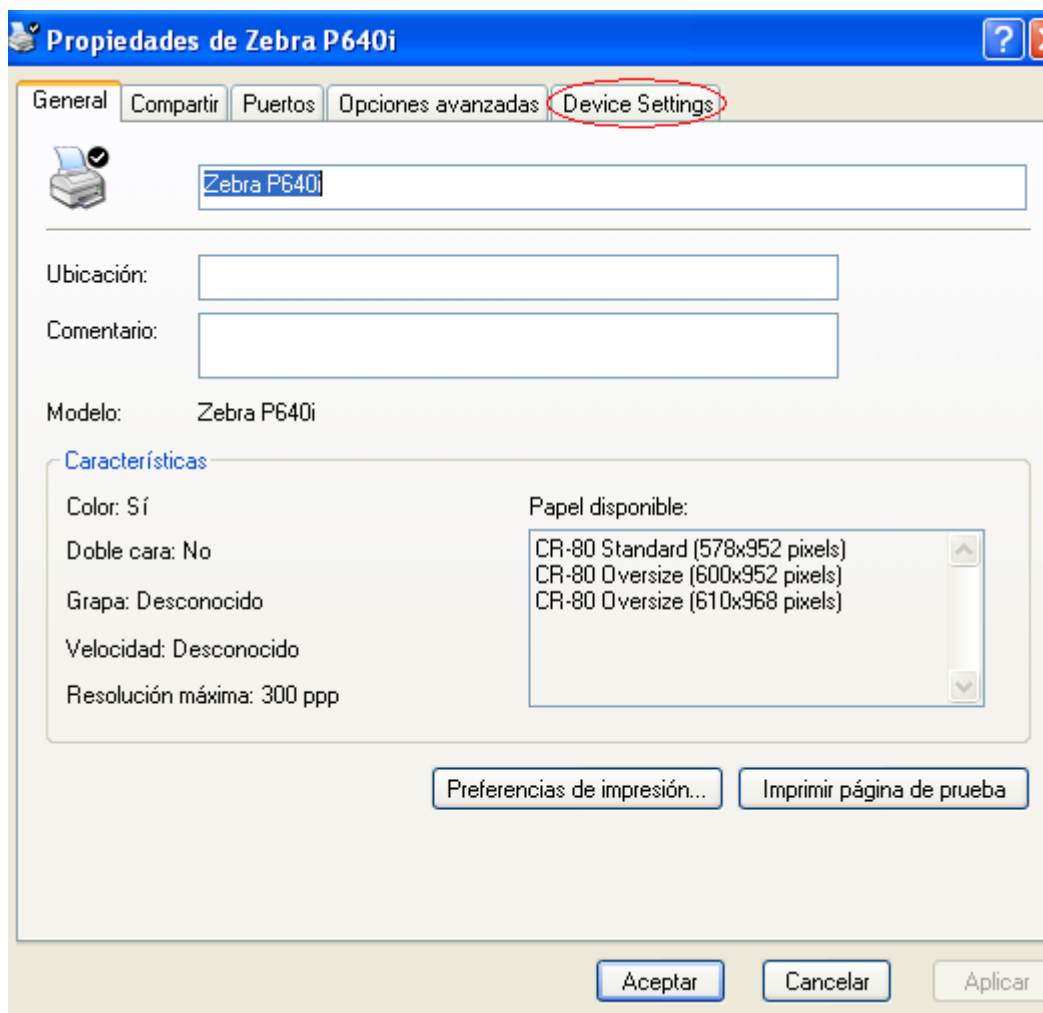 Propiedades de Zebra P640i
General Compartir Puertos Opciones avanzadas Device Settings
Zebra P640i
Ubicación:
Comentario:
Modelo: Zebra P640i
Características
Color: Sí
Doble cara: No
Grapa: Desconocido
Velocidad: Desconocido
Resolución máxima: 300 ppp
Papel disponible:
CR-80 Standard (578x952 pixels)
CR-80 Oversize (600x952 pixels)
CR-80 Oversize (610x968 pixels)
Preferencias de impresión... Imprimir página de prueba
Aceptar Cancelar Aplicar